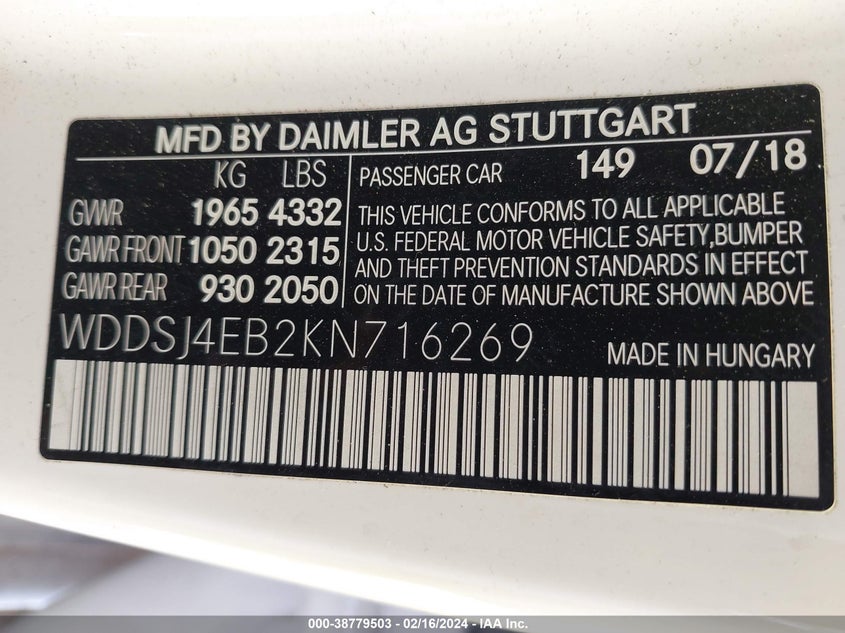 MFD BY DAIMLER AG STUTTGART
KG LBS
GVWR 1965 4332
GAWR FRONT 1050 2315
GAWR REAR 930 2050
PASSENGER CAR 149 07/18
THIS VEHICLE CONFORMS TO ALL APPLICABLE
U.S. FEDERAL MOTOR VEHICLE SAFETY,BUMPER
AND THEFT PREVENTION STANDARDS IN EFFECT
ON THE DATE OF MANUFACTURE SHOWN ABOVE
WDDSJ4EB2KN716269 MADE IN HUNGARY
000-38779503 - 02/16/2024 - IAA Inc.